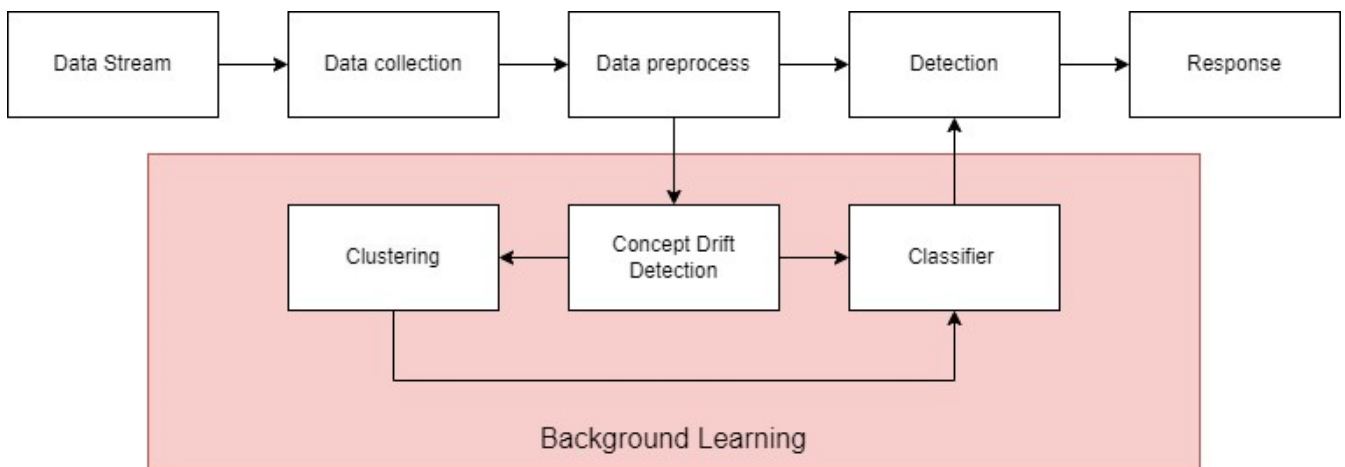 Data Stream
Data collection
Data preprocess
Detection
Response
Clustering
Concept Drift
Detection
Classifier
Background Learning